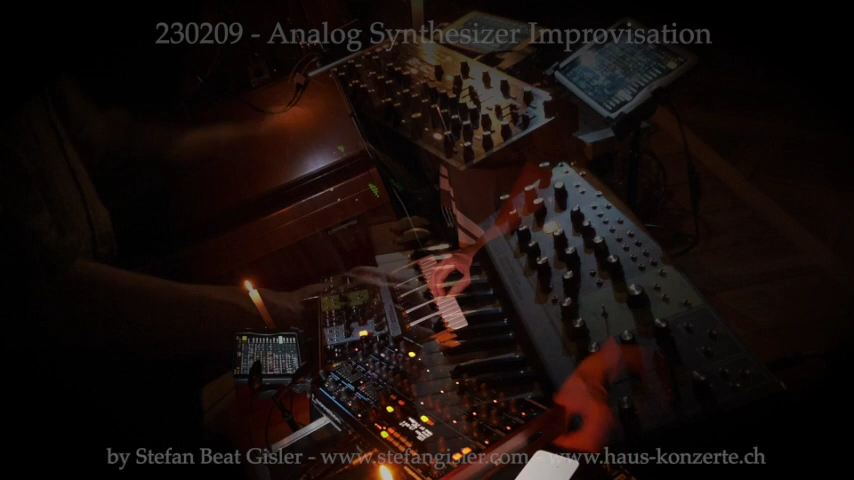 230209 - Analog Synthesizer Improvisation
by Stefan Beat Gisler - www.stefangisler.com - www.haus-konzerte.ch